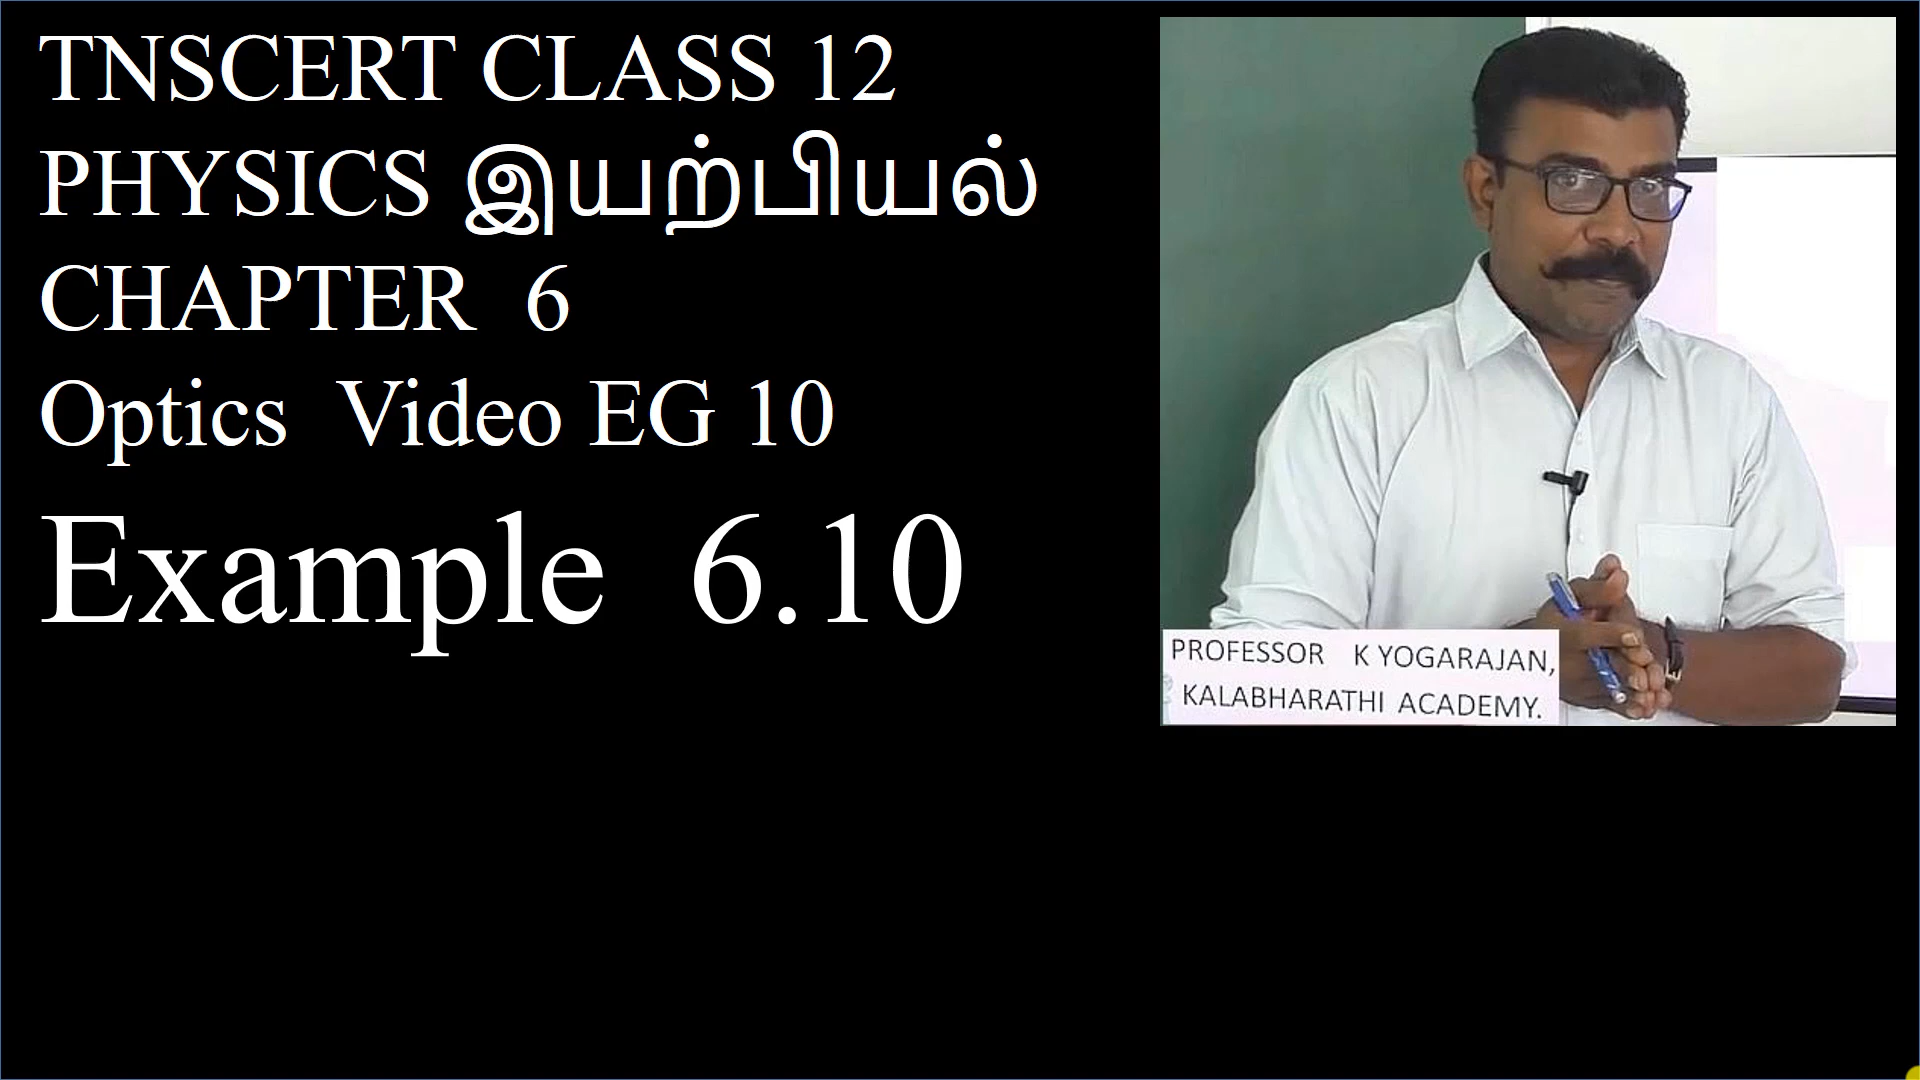 TNSCERT CLASS 12
PHYSICS இயற்பியல்
CHAPTER 6
Optics Video EG 10
Example 6.10
PROFESSOR K YOGARAJAN,
KALABHARATHI ACADEMY.